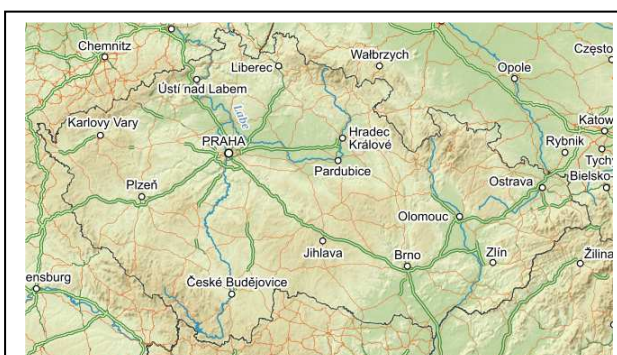 Chemnitz
Wałbrzych
Często
Liberec
Opole
Ústí nad Labem
Labe
Karlovy Vary
Katow
PRAHA
Hradec
Králové
Rybnik
Tychy
Pardubice
Bielsko-
Plzeň
Ostrava
Olomouc
Jihlava
Brno
Zlín
Žilina
ensburg
České Budějovice